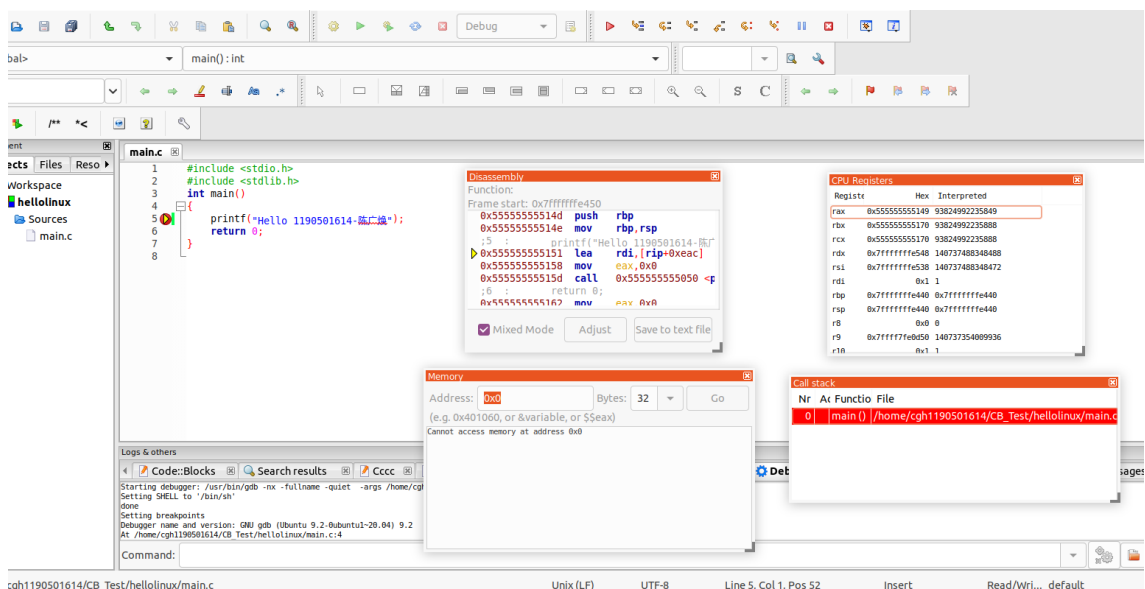 Debug
bal>
main() : int
S C
/** *<
ent
ects Files Reso
Workspace
hellolinux
Sources
main.c
main.c
1 #include <stdio.h>
2 #include <stdlib.h>
3 int main()
4 {
5 printf("Hello 1190501614-陈广焕");
6 return 0;
7 }
8
Disassembly
Function:
Frame start: 0x7fffffffe450
0x55555555514d push rbp
0x55555555514e mov rbp,rsp
;5 : printf("Hello 1190501614-陈广
0x555555555151 lea rdi,[rip+0xeac]
0x555555555158 mov eax,0x0
0x55555555515d call 0x555555555050 <p
;6 : return 0;
0x555555555162 mov eax,0x0
Mixed Mode Adjust Save to text file
CPU Registers
Registe Hex Interpreted
rax 0x555555555149 93824992235849
rbx 0x555555555170 93824992235888
rcx 0x555555555170 93824992235888
rdx 0x7fffffffe548 140737488348488
rsi 0x7fffffffe538 140737488348472
rdi 0x1 1
rbp 0x7fffffffe440 0x7fffffffe440
rsp 0x7fffffffe440 0x7fffffffe440
r8 0x0 0
r9 0x7ffff7fe0d50 140737354009936
r10 0x1 1
Memory
Address: 0x0 Bytes: 32 Go
(e.g. 0x401060, or &variable, or $$eax)
Cannot access memory at address 0x0
Call stack
Nr Ac Functio File
0 main () /home/cgh1190501614/CB_Test/hellolinux/main.c
Logs & others
Code::Blocks Search results Cccc Deb sages
Starting debugger: /usr/bin/gdb -nx -fullname -quiet -args /home/cgh
Setting SHELL to '/bin/sh'
done
Setting breakpoints
Debugger name and version: GNU gdb (Ubuntu 9.2-0ubuntu1~20.04) 9.2
At /home/cgh1190501614/CB_Test/hellolinux/main.c:4
Command:
cgh1190501614/CB_Test/hellolinux/main.c Unix (LF) UTF-8 Line 5, Col 1, Pos 52 Insert Read/Wri... default